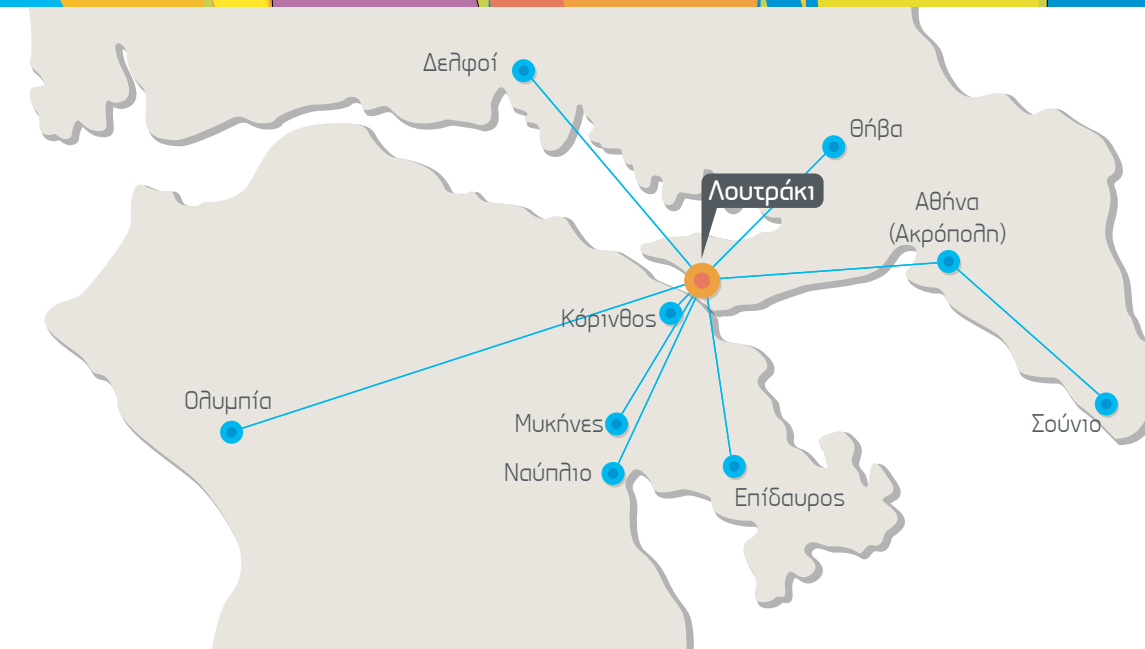 Δελφοί
Θήβα
Λουτράκι
Αθήνα
(Ακρόπολη)
Κόρινθος
Ολυμπία
Μυκήνες
Σούνιο
Ναύπλιο
Επίδαυρος